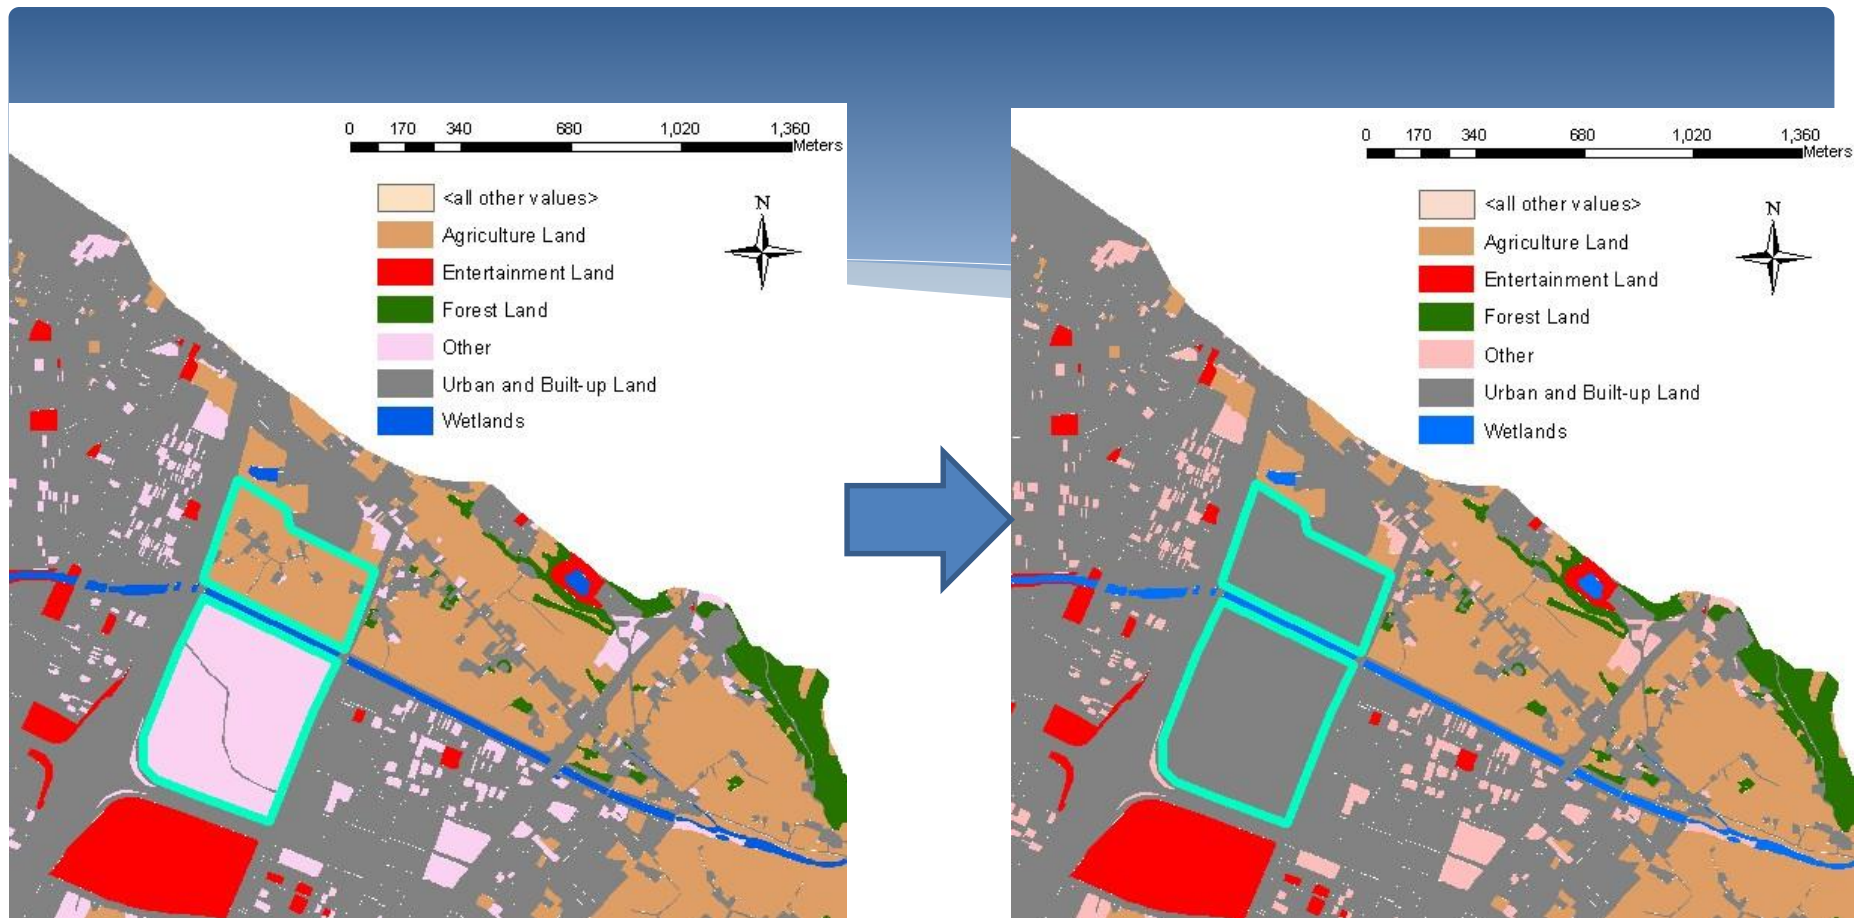 0 170 340 680 1,020 1,360
Meters
<all other values>
N
Agriculture Land
Entertainment Land
Forest Land
Other
Urban and Built-up Land
Wetlands
0 170 340 680 1,020 1,360
Meters
<all other values>
N
Agriculture Land
Entertainment Land
Forest Land
Other
Urban and Built-up Land
Wetlands